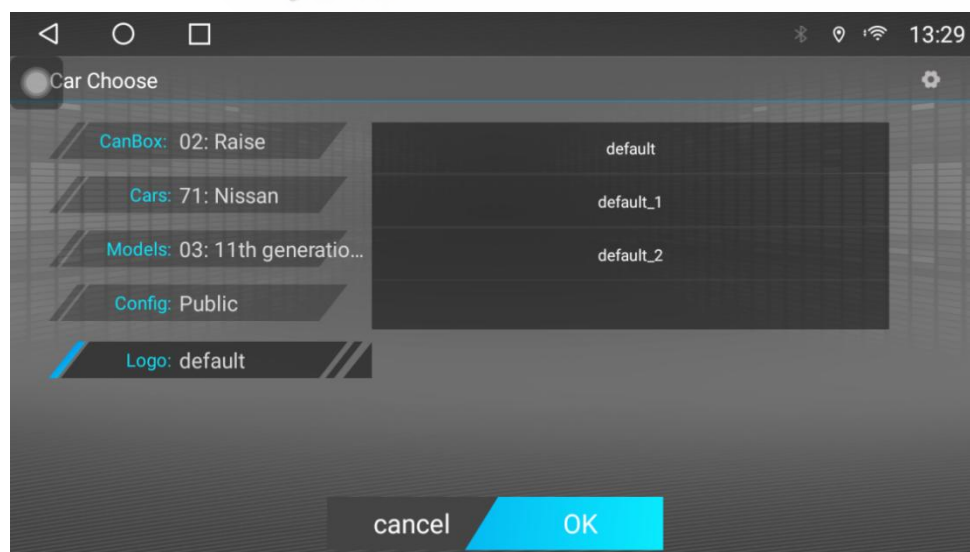 13:29
Car Choose
CanBox: 02: Raise
Cars: 71: Nissan
Models: 03: 11th generatio...
Config: Public
Logo: default
default
default_1
default_2
cancel
OK